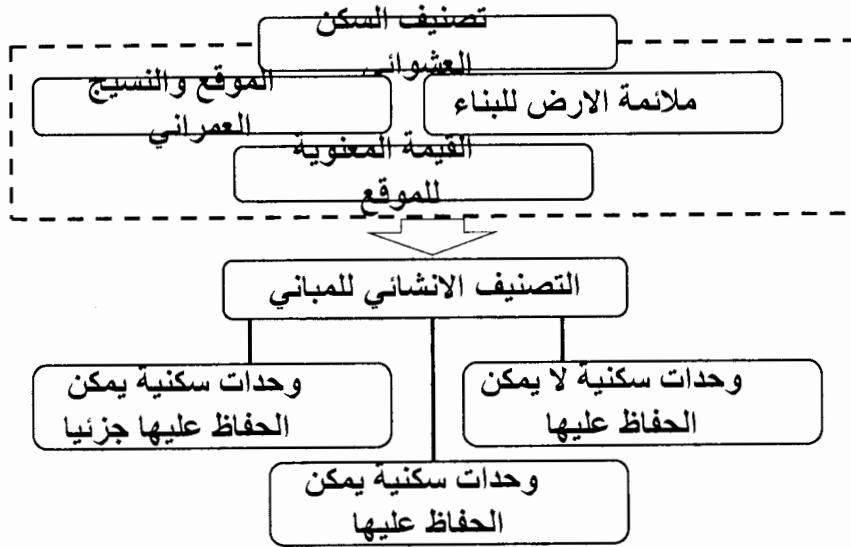 تصنيف السكن
العشوائي
ملائمة الارض للبناء
الموقع والنسيج
العمراني
القيمة المعنوية
للموقع
التصنيف الانشائي للمباني
وحدات سكنية لا يمكن
الحفاظ عليها
وحدات سكنية يمكن
الحفاظ عليها جزئيا
وحدات سكنية يمكن
الحفاظ عليها